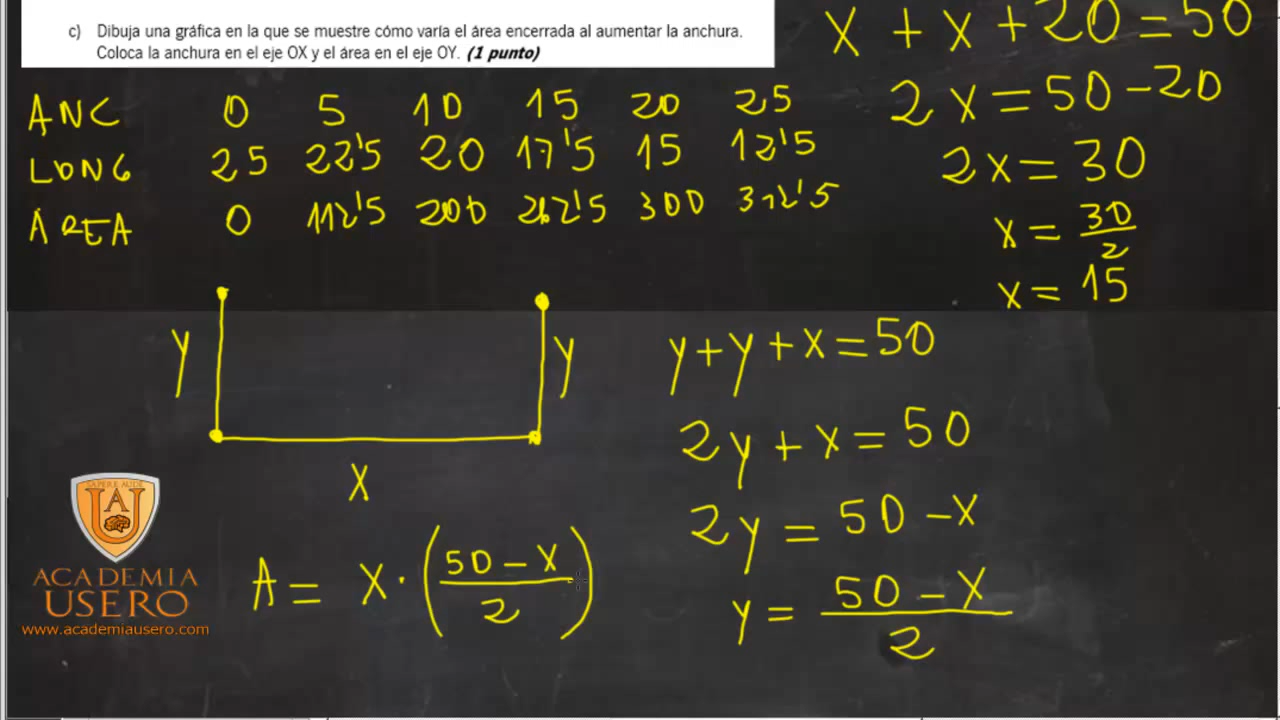 c) Dibuja una gráfica en la que se muestre cómo varía el área encerrada al aumentar la anchura.
Coloca la anchura en el eje OX y el área en el eje OY. (1 punto)
ANC 0 5 10 15 20 25
LONG 25 22'5 20 17'5 15 12'5
AREA 0 112'5 200 262'5 300 312'5
x + x + 20 = 50
2x = 50 - 20
2x = 30
x = 30/2
x = 15
y y
x
y + y + x = 50
2y + x = 50
2y = 50 - x
y = 50 - x / 2
A = x · (50 - x / 2)
SAPERE AUDE
UA
ACADEMIA
USERO
www.academiausero.com